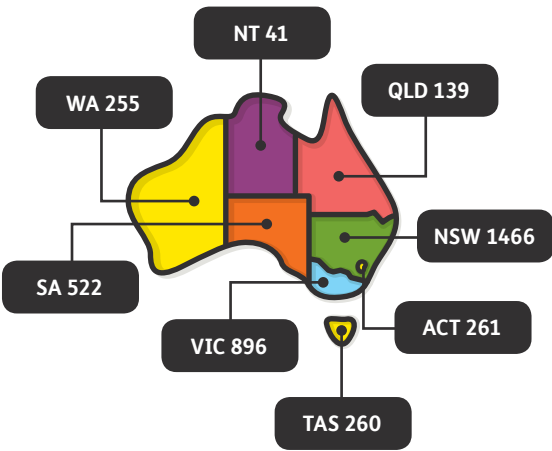 NT 41
QLD 139
WA 255
NSW 1466
SA 522
ACT 261
VIC 896
TAS 260